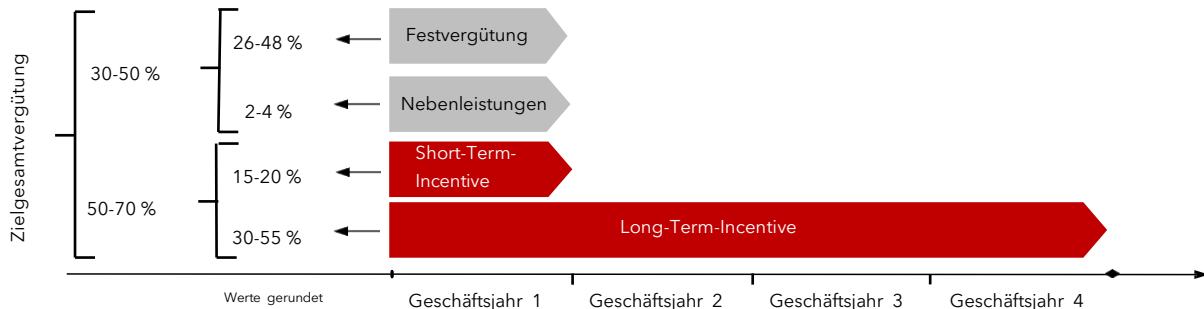 Zielgesamtvergütung
30-50 %
26-48 %
Festvergütung
2-4 %
Nebenleistungen
50-70 %
15-20 %
Short-Term-
Incentive
30-55 %
Long-Term-Incentive
Werte gerundet
Geschäftsjahr 1
Geschäftsjahr 2
Geschäftsjahr 3
Geschäftsjahr 4